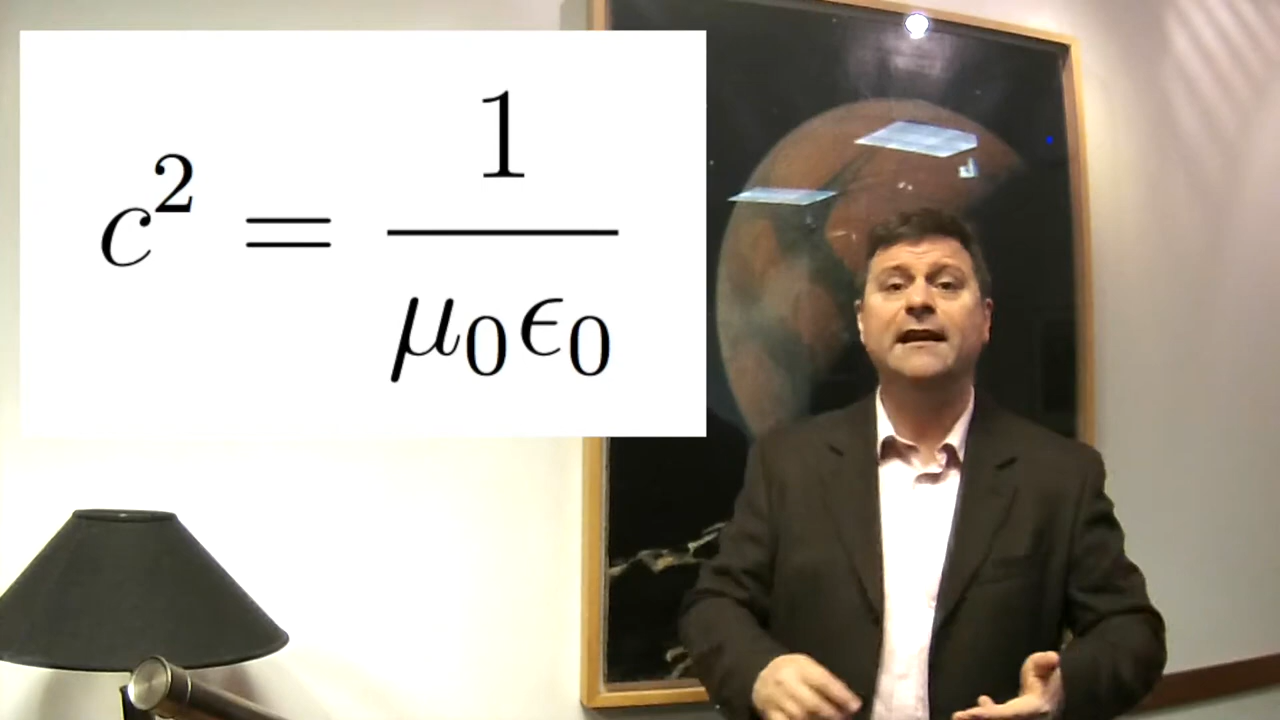 c² = 1/μ₀ϵ₀